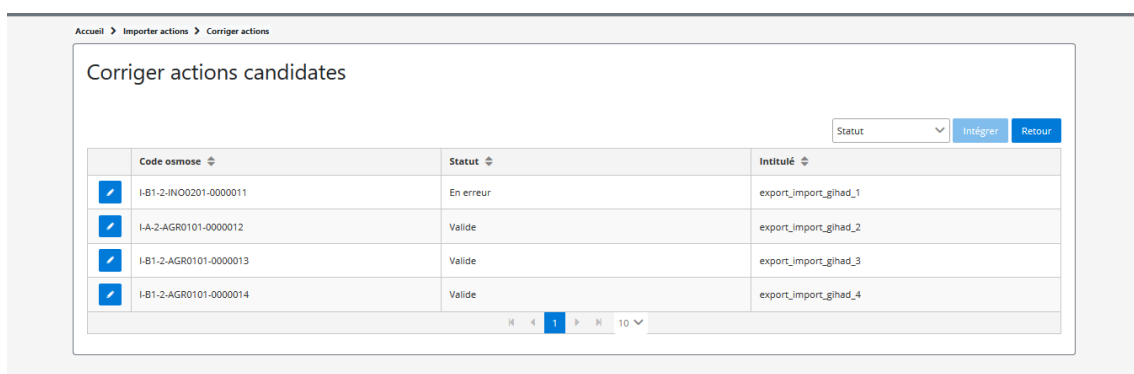 Accueil > Importer actions > Corriger actions
Corriger actions candidates
Statut Intégrer Retour
Code osmose Statut Intitulé
I-B1-2-INO0201-0000011 En erreur export_import_gihad_1
I-A-2-AGR0101-0000012 Valide export_import_gihad_2
I-B1-2-AGR0101-0000013 Valide export_import_gihad_3
I-B1-2-AGR0101-0000014 Valide export_import_gihad_4
1 10